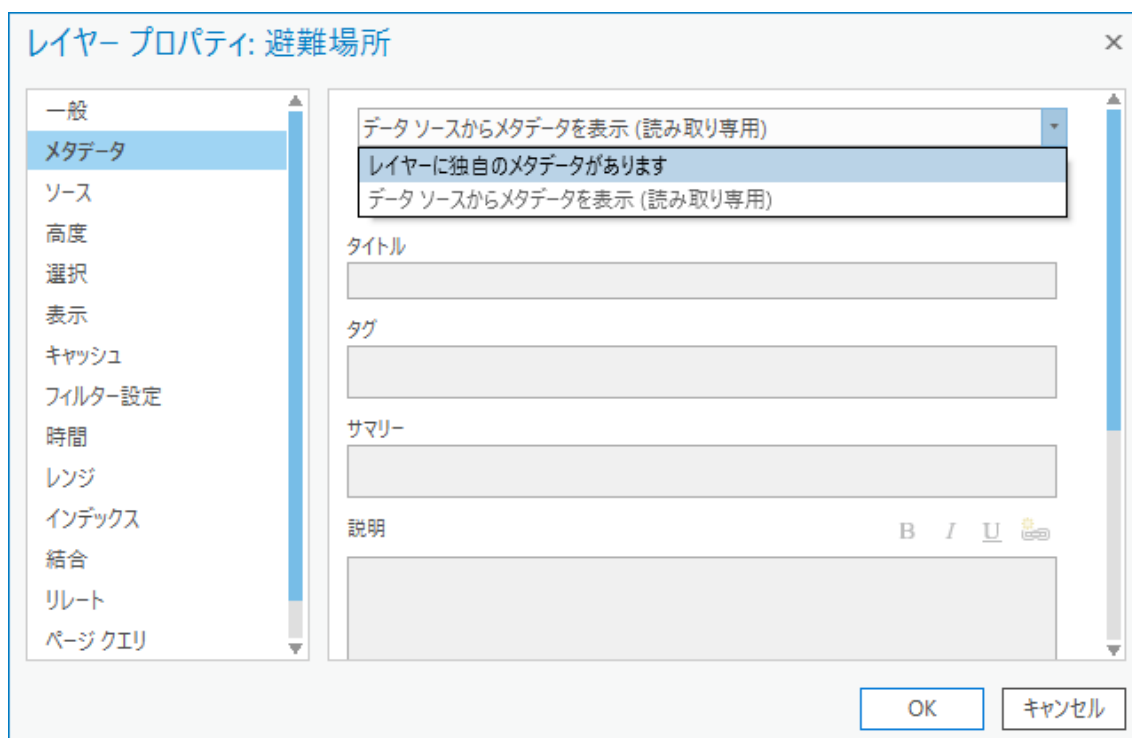 レイヤー プロパティ: 避難場所
一般
メタデータ
ソース
高度
選択
表示
キャッシュ
フィルター設定
時間
レンジ
インデックス
結合
リレート
ページ クエリ
データ ソースからメタデータを表示 (読み取り専用)
レイヤーに独自のメタデータがあります
データ ソースからメタデータを表示 (読み取り専用)
タイトル
タグ
サマリー
説明
B I U
OK キャンセル